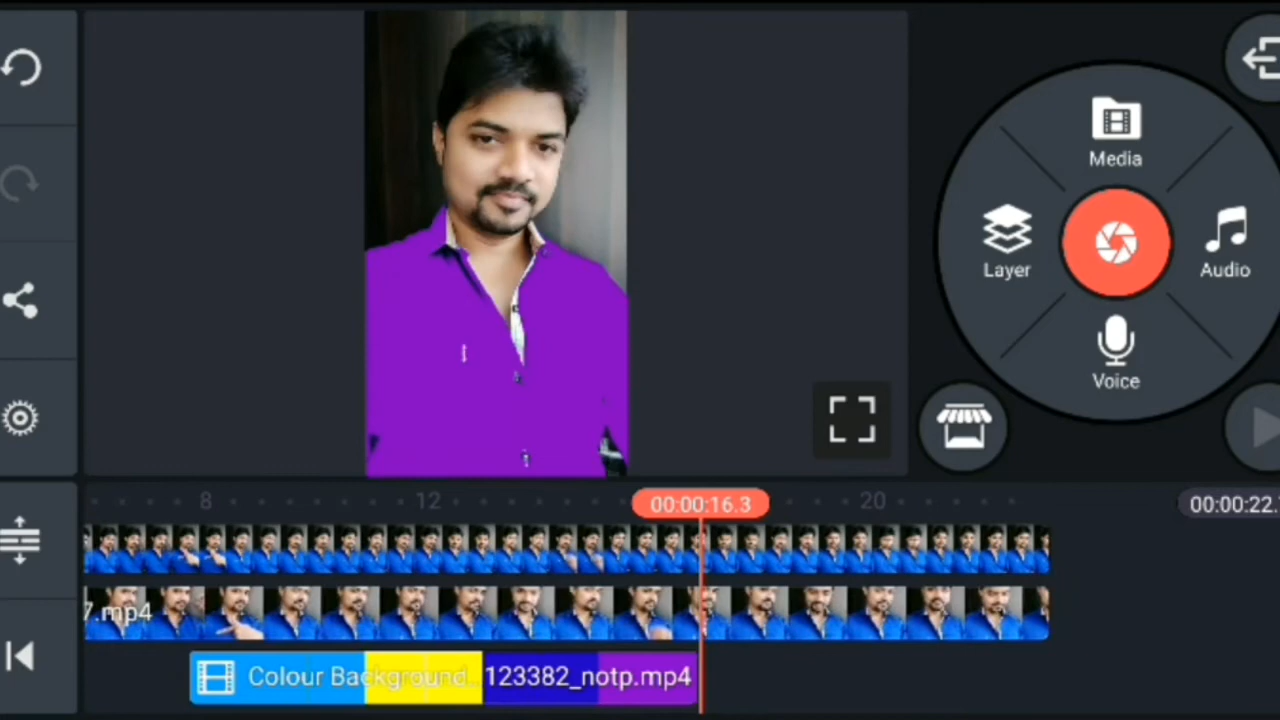 Media
Layer
Audio
Voice
8
12
00:00:16.3
20
00:00:22.
7.mp4
Colour Background... 123382_notp.mp4